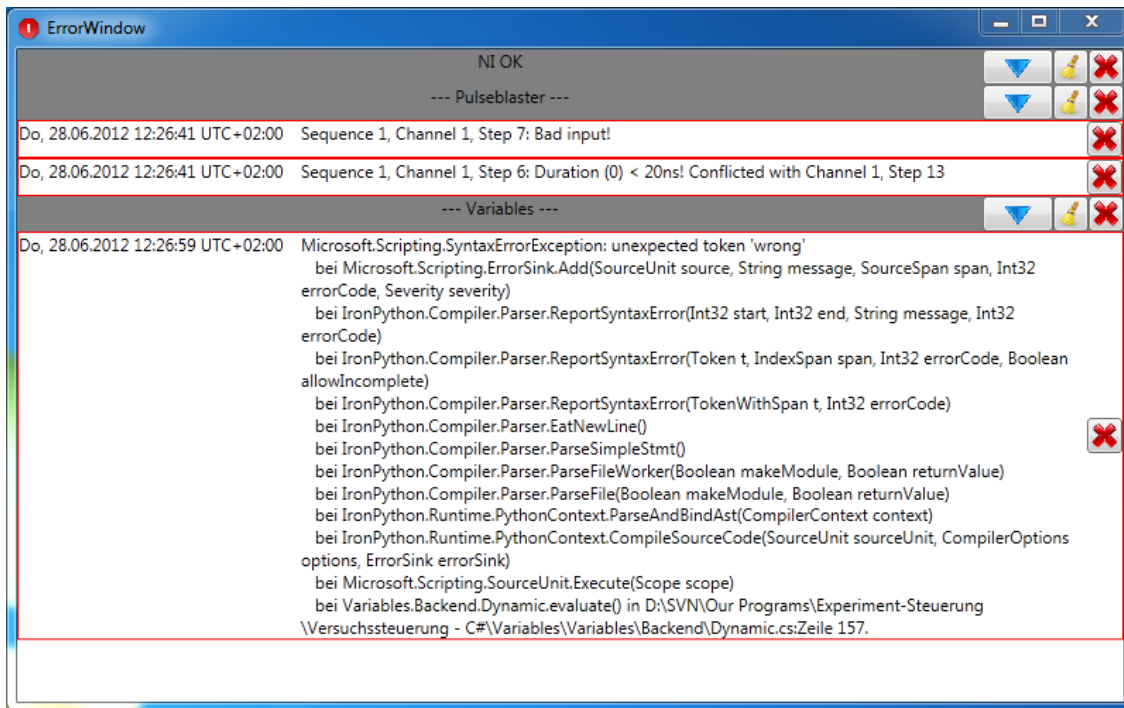 ErrorWindow
NI OK
--- Pulseblaster ---
Do, 28.06.2012 12:26:41 UTC+02:00 Sequence 1, Channel 1, Step 7: Bad input!
Do, 28.06.2012 12:26:41 UTC+02:00 Sequence 1, Channel 1, Step 6: Duration (0) < 20ns! Conflicted with Channel 1, Step 13
--- Variables ---
Do, 28.06.2012 12:26:59 UTC+02:00 Microsoft.Scripting.SyntaxErrorException: unexpected token 'wrong'
bei Microsoft.Scripting.ErrorSink.Add(SourceUnit source, String message, SourceSpan span, Int32
errorCode, Severity severity)
bei IronPython.Compiler.Parser.ReportSyntaxError(Int32 start, Int32 end, String message, Int32
errorCode)
bei IronPython.Compiler.Parser.ReportSyntaxError(Token t, IndexSpan span, Int32 errorCode, Boolean
allowIncomplete)
bei IronPython.Compiler.Parser.ReportSyntaxError(TokenWithSpan t, Int32 errorCode)
bei IronPython.Compiler.Parser.EatNewLine()
bei IronPython.Compiler.Parser.ParseSimpleStmt()
bei IronPython.Compiler.Parser.ParseFileWorker(Boolean makeModule, Boolean returnValue)
bei IronPython.Compiler.Parser.ParseFile(Boolean makeModule, Boolean returnValue)
bei IronPython.Runtime.PythonContext.ParseAndBindAst(CompilerContext context)
bei IronPython.Runtime.PythonContext.CompileSourceCode(SourceUnit sourceUnit, CompilerOptions
options, ErrorSink errorSink)
bei Microsoft.Scripting.SourceUnit.Execute(Scope scope)
bei Variables.Backend.Dynamic.evaluate() in D:\SVN\Our Programs\Experiment-Steuerung
\Versuchssteuerung - C#\Variables\Variables\Backend\Dynamic.cs:Zeile 157.